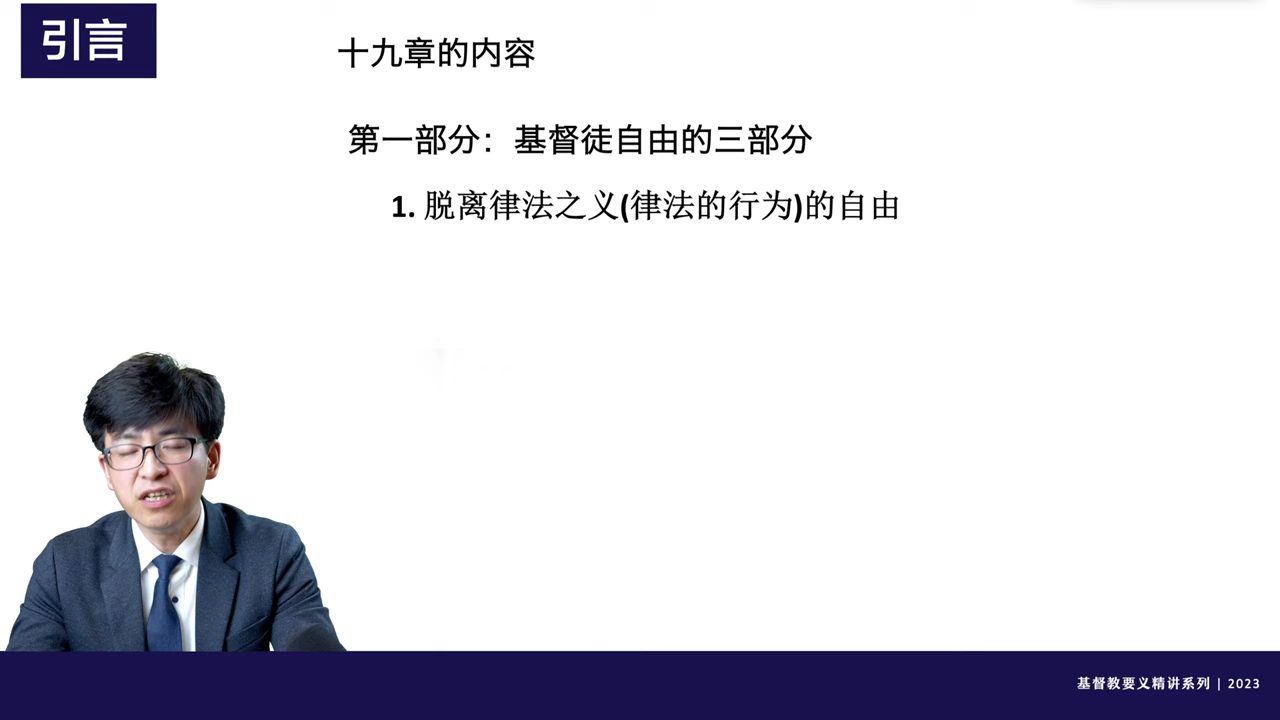 引言
十九章的内容
第一部分：基督徒自由的三部分
1. 脱离律法之义(律法的行为)的自由
基督教要义精讲系列 | 2023